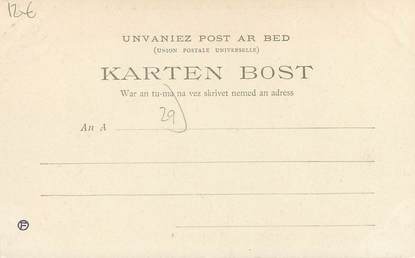 12€
UNVANIEZ POST AR BED
(UNION POSTALE UNIVERSELLE)
KARTEN BOST
War an tu-ma na vez skrivet nemed an adress
29
An A
F